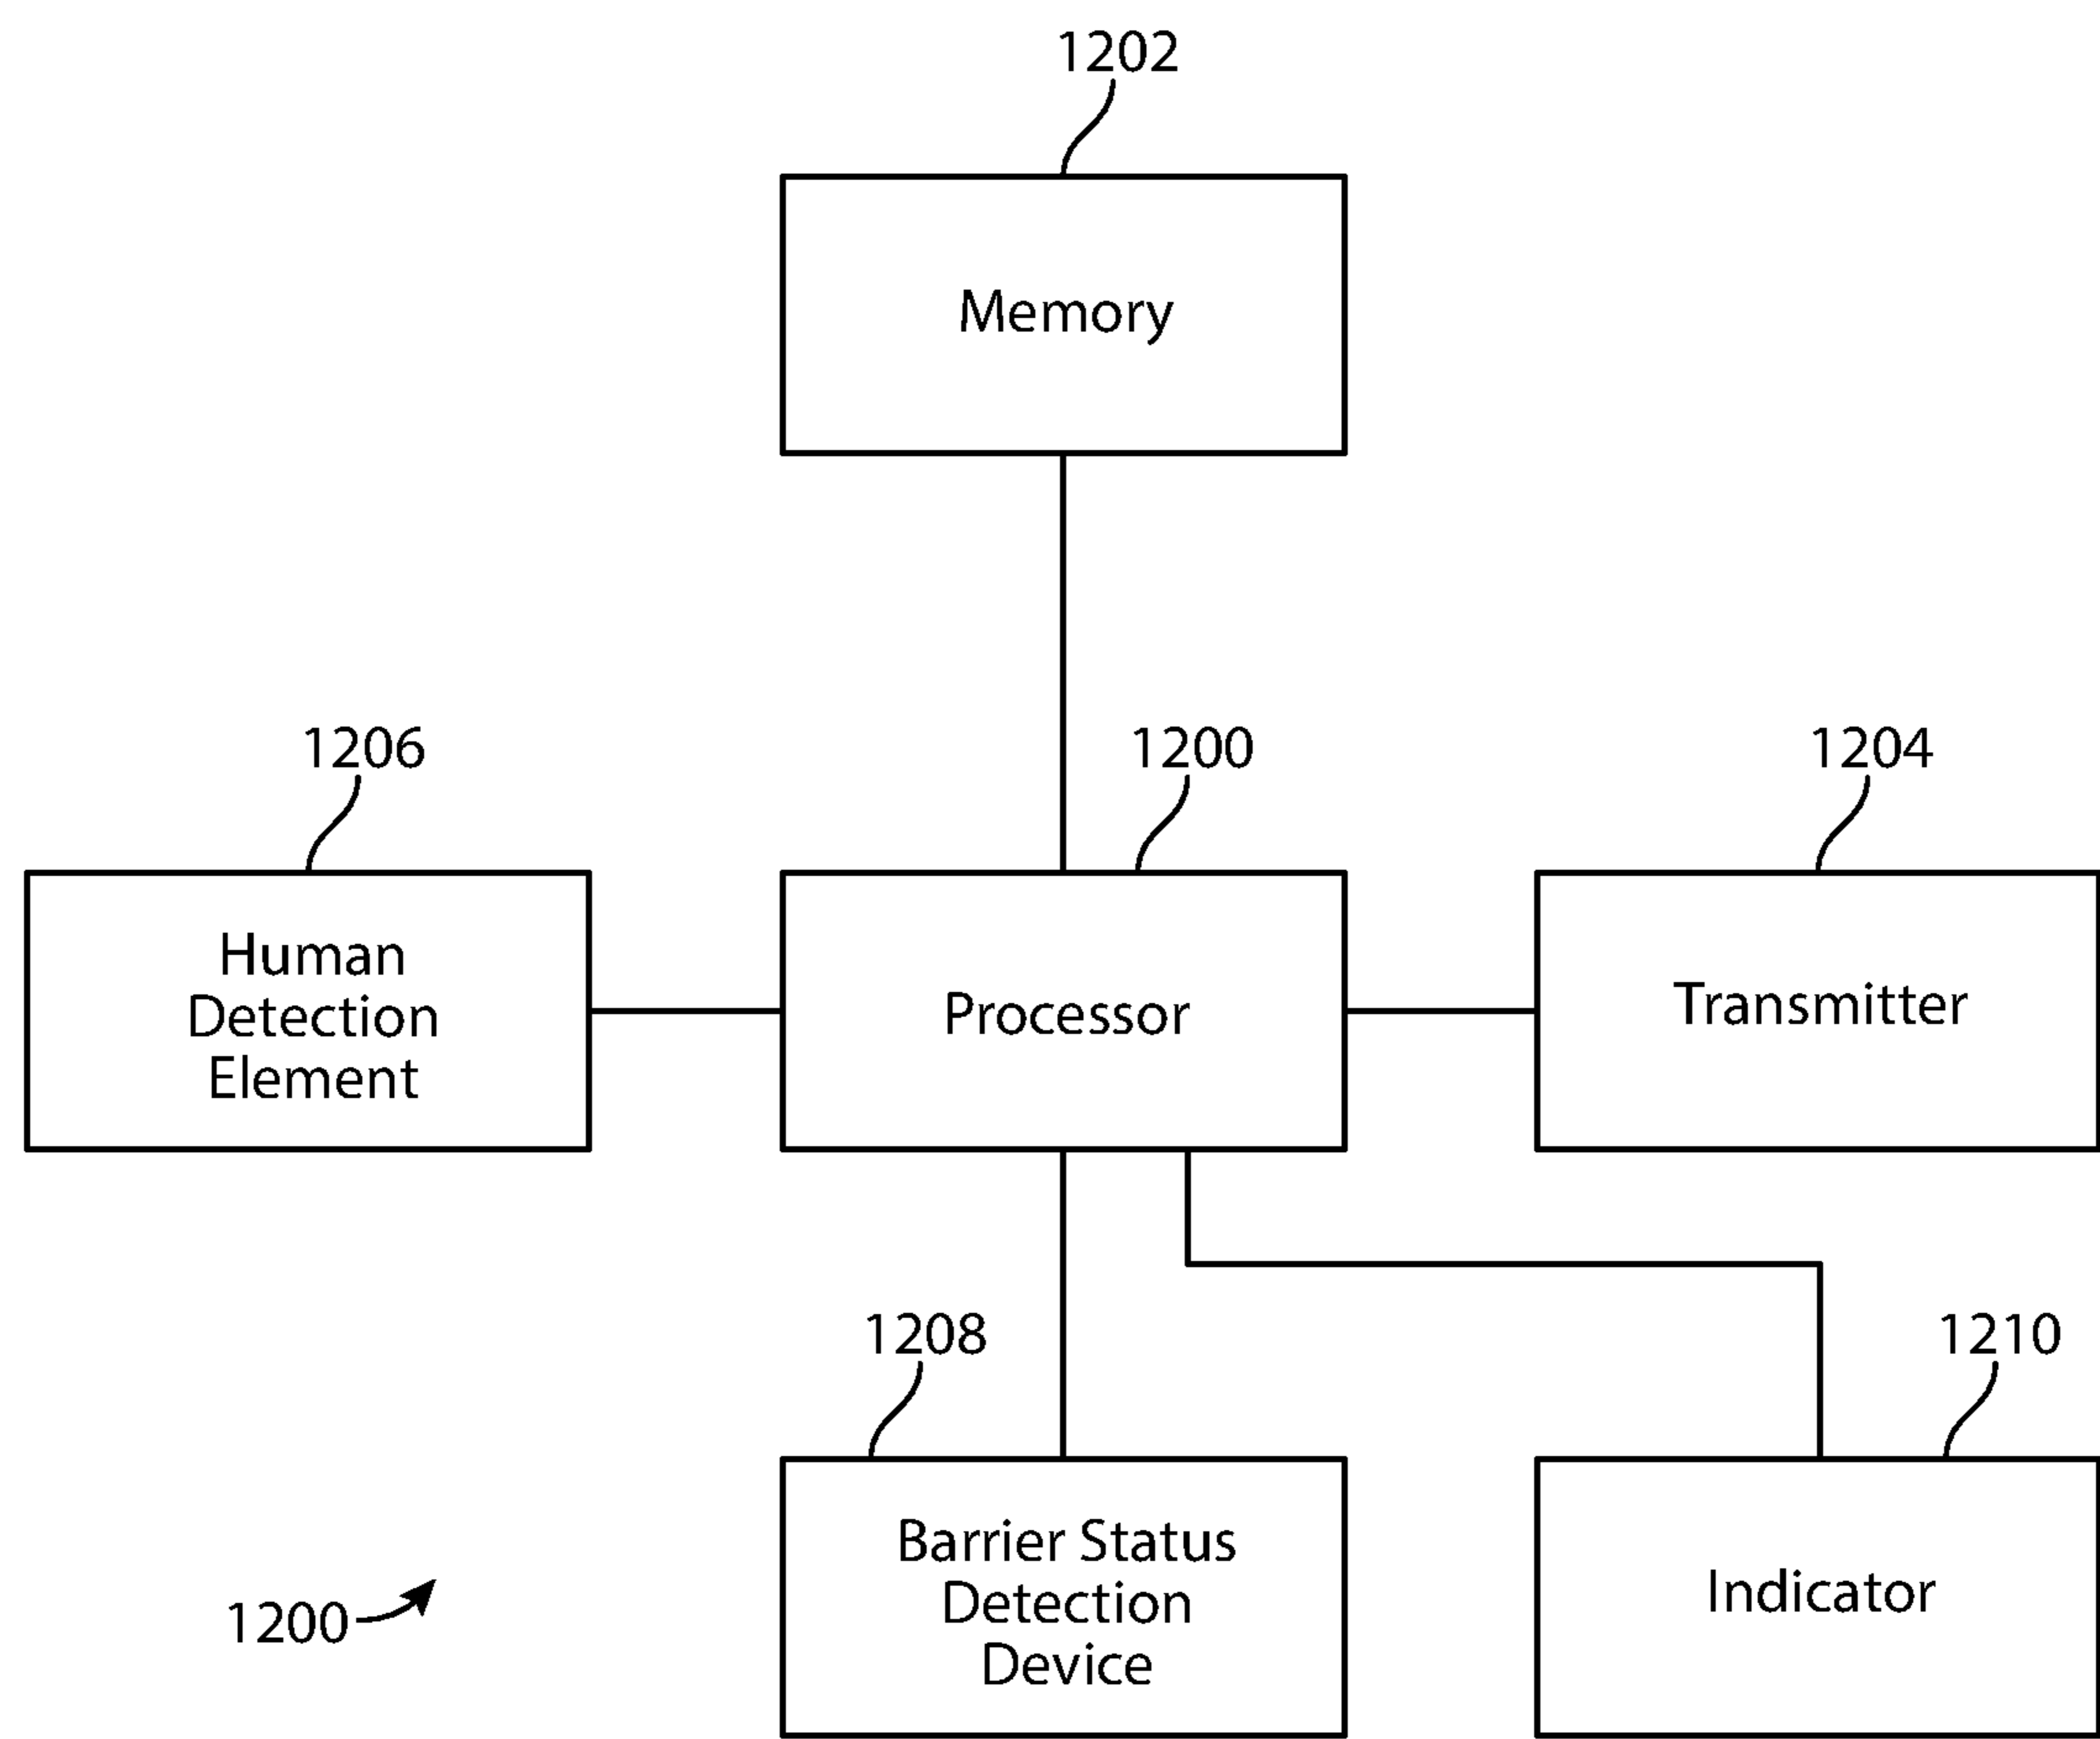 1202
Memory
1206
1200
1204
Human
Detection
Element
Processor
Transmitter
1208
1210
Barrier Status
Detection
Device
Indicator
1200